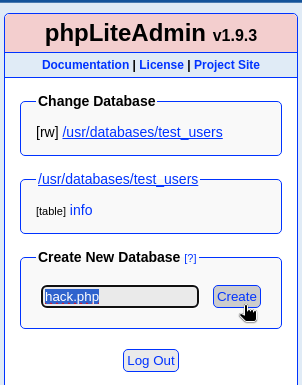 phpLiteAdmin v1.9.3
Documentation | License | Project Site
Change Database
[rw] /usr/databases/test_users
/usr/databases/test_users
[table] info
Create New Database [?]
hack.php Create
Log Out